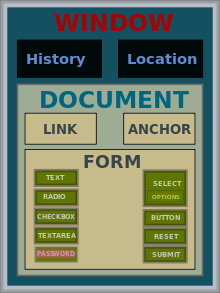 WINDOW
History Location
DOCUMENT
LINK ANCHOR
FORM
TEXT
RADIO
CHECKBOX
TEXTAREA
PASSWORD
SELECT
OPTIONS
BUTTON
RESET
SUBMIT